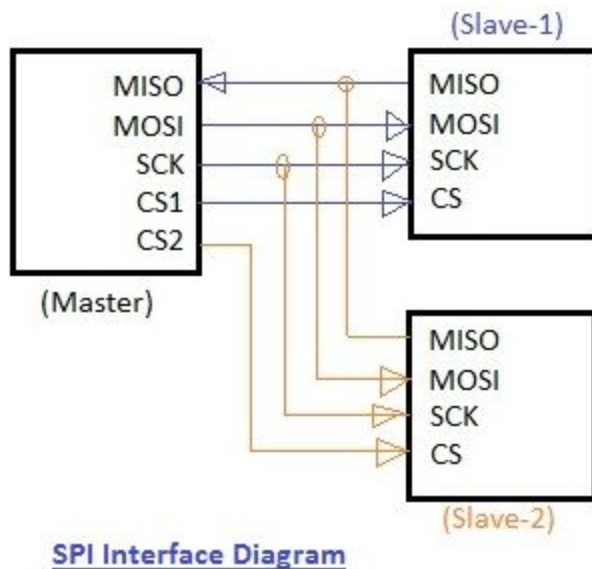 (Slave-1)
MISO
MOSI
SCK
CS1
CS2
(Master)
MISO
MOSI
SCK
CS
MISO
MOSI
SCK
CS
(Slave-2)
SPI Interface Diagram